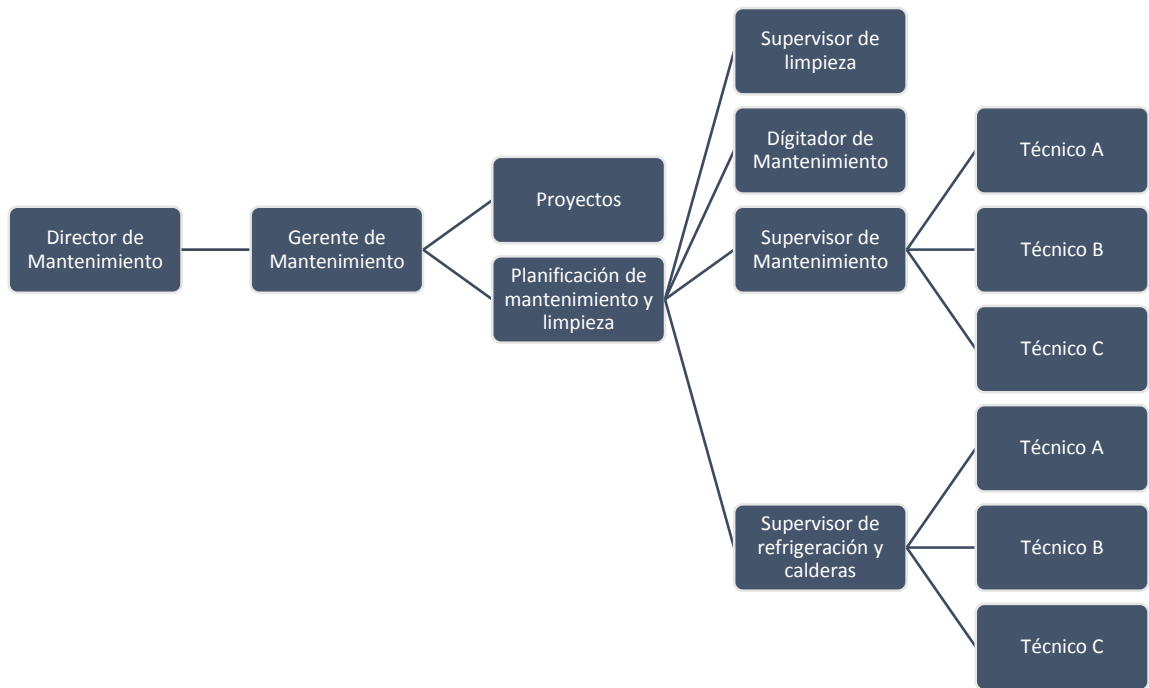 Director de
Mantenimiento
Gerente de
Mantenimiento
Proyectos
Planificación de
mantenimiento y
limpieza
Supervisor de
limpieza
Dígitador de
Mantenimiento
Supervisor de
Mantenimiento
Técnico A
Técnico B
Técnico C
Supervisor de
refrigeración y
calderas
Técnico A
Técnico B
Técnico C